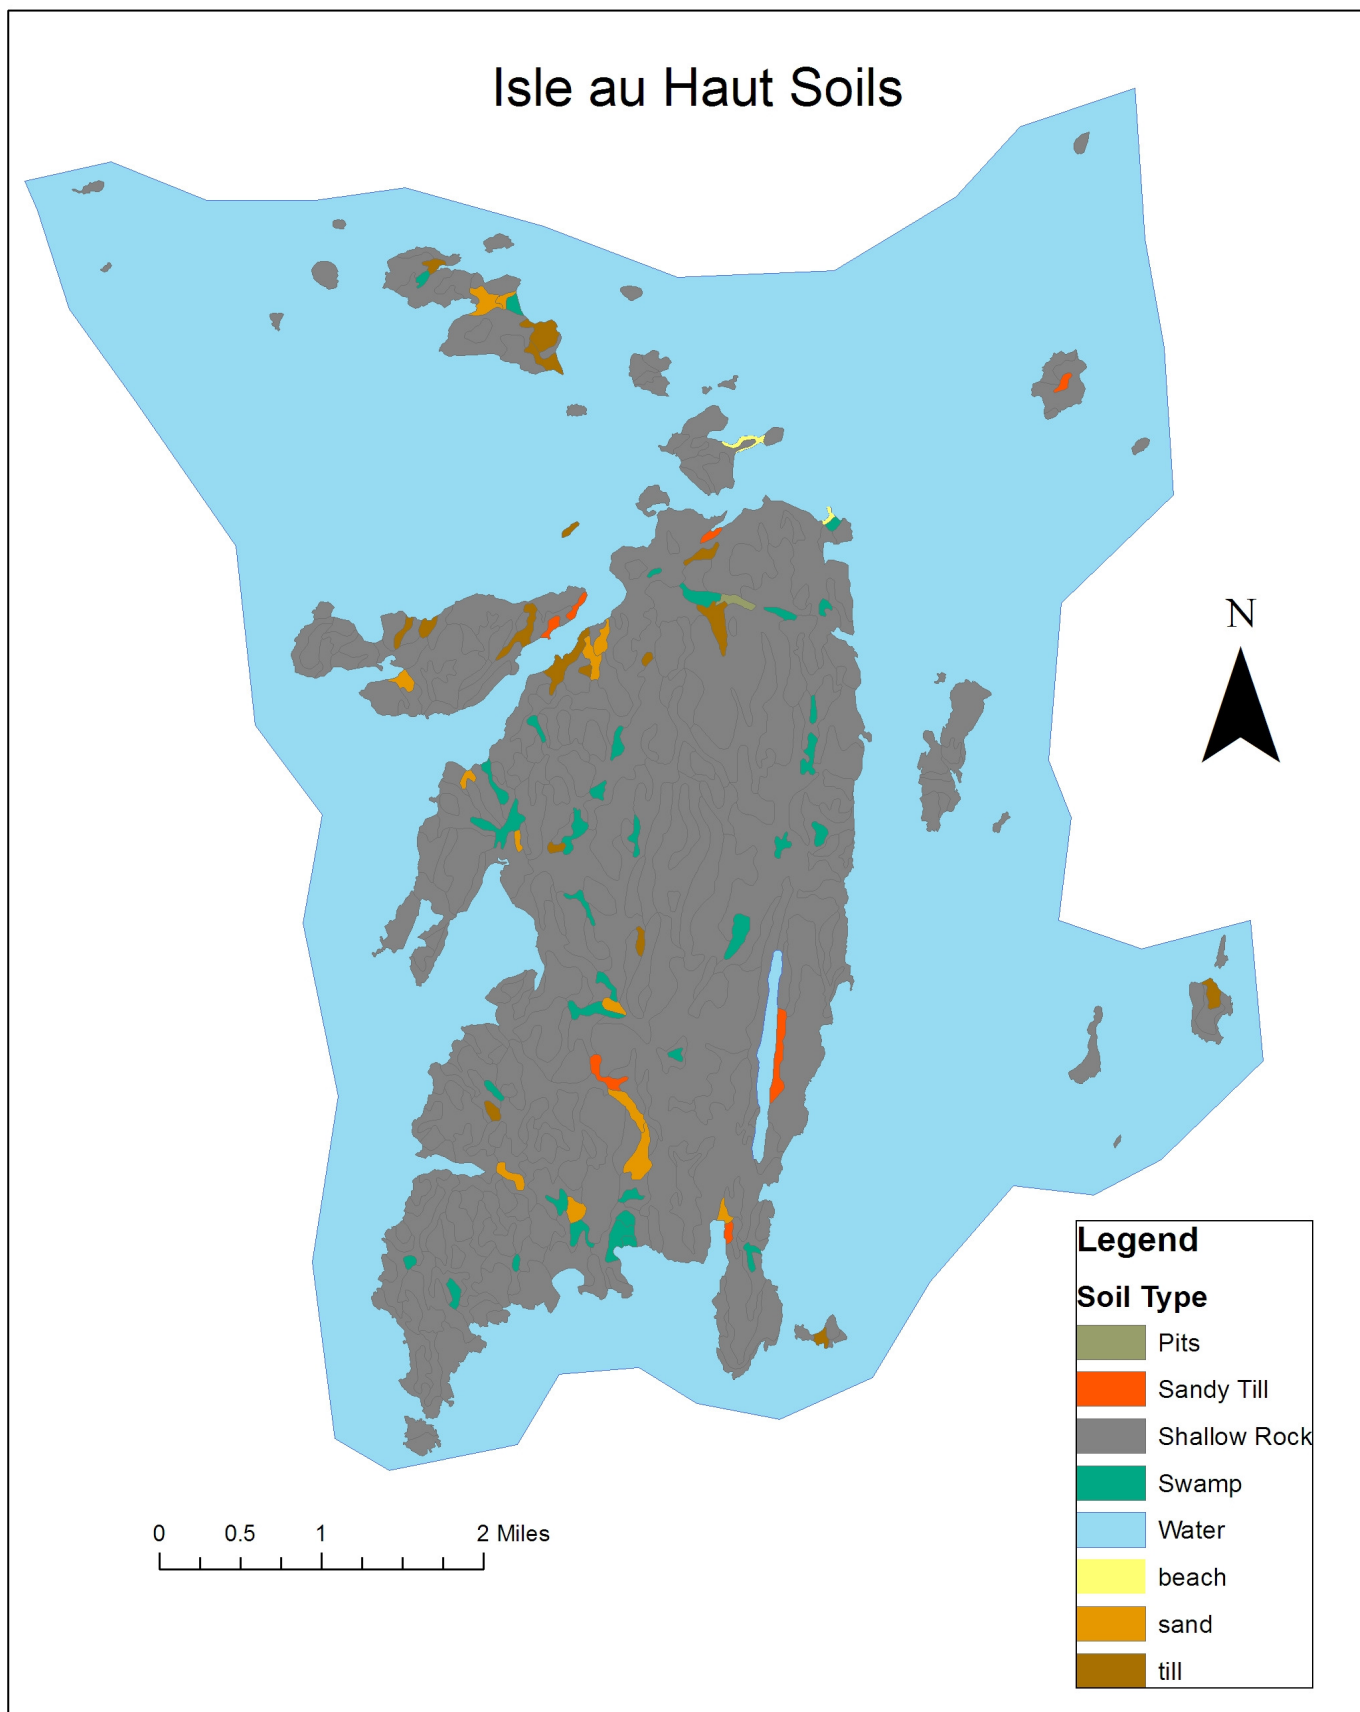 Isle au Haut Soils
N
Legend
Soil Type
Pits
Sandy Till
Shallow Rock
Swamp
Water
beach
sand
till
0 0.5 1 2 Miles